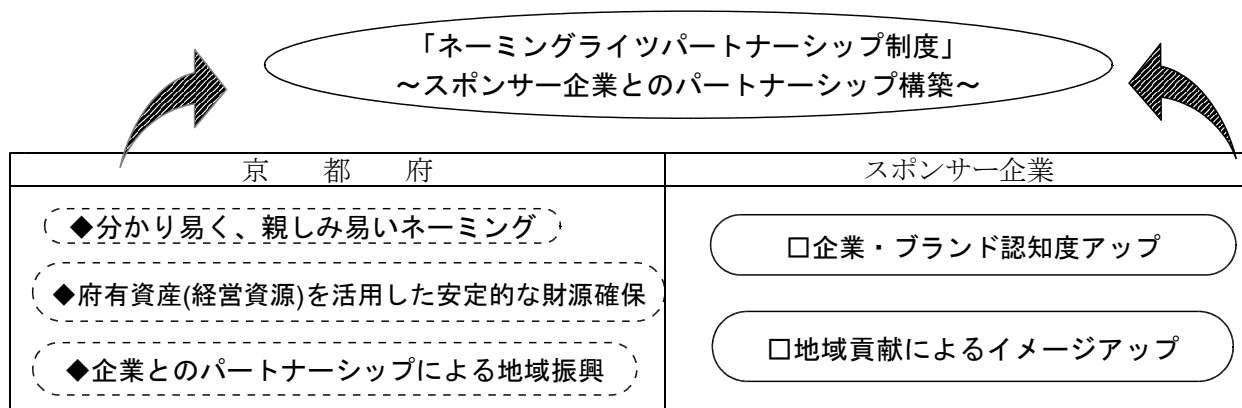 「ネーミングライツパートナーシップ制度」
～スポンサー企業とのパートナーシップ構築～
京　都　府
スポンサー企業
◆分かり易く、親しみ易いネーミング
◆府有資産(経営資源)を活用した安定的な財源確保
◆企業とのパートナーシップによる地域振興
□企業・ブランド認知度アップ
□地域貢献によるイメージアップ